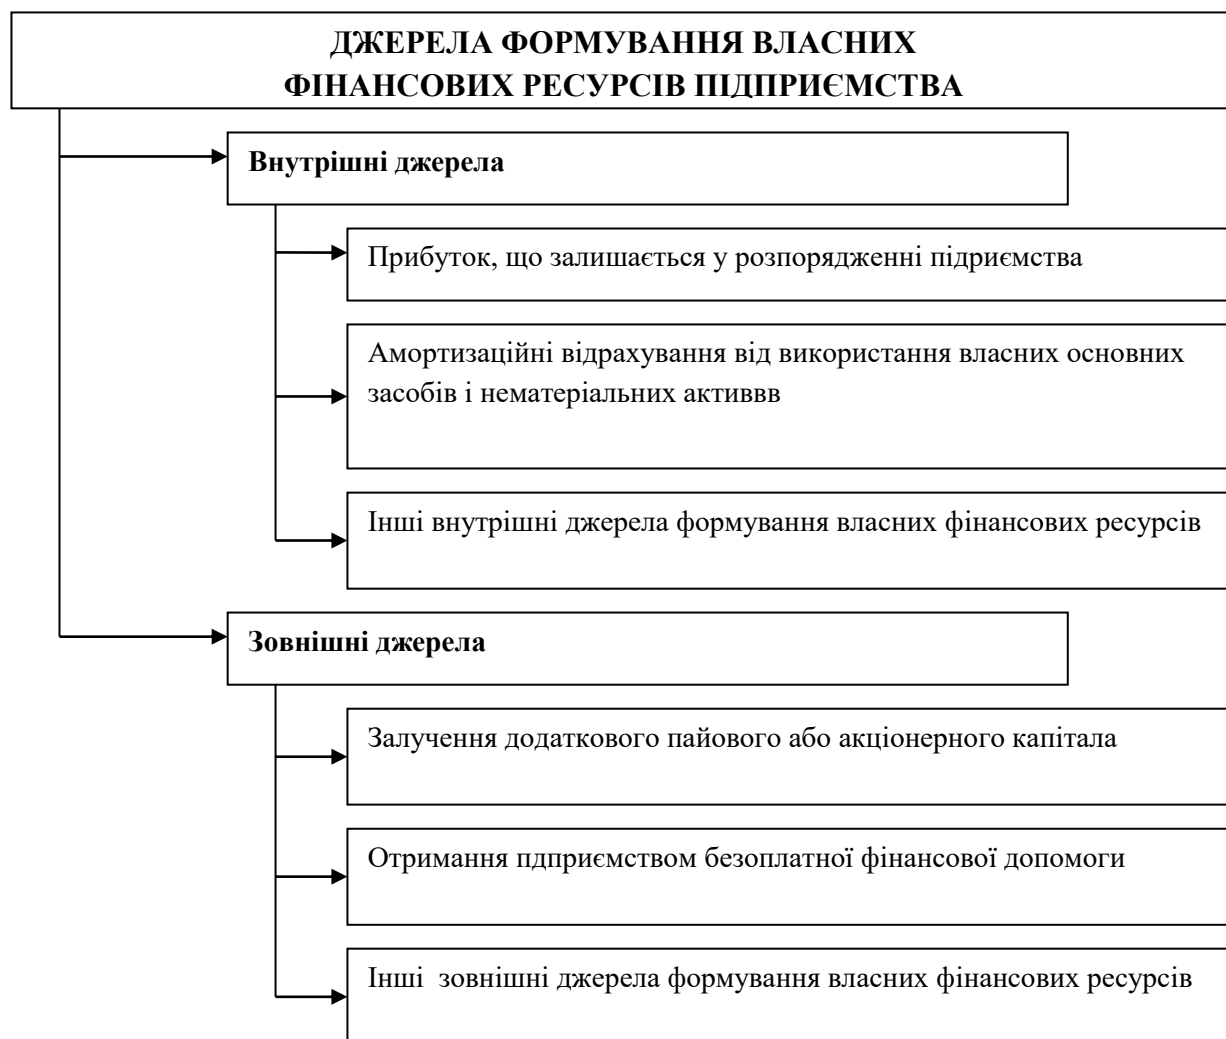 ДЖЕРЕЛА ФОРМУВАННЯ ВЛАСНИХ
ФІНАНСОВИХ РЕСУРСІВ ПІДПРИЄМСТВА
Внутрішні джерела
Прибуток, що залишається у розпорядженні підриємства
Амортизаційні відрахування від використання власних основних
засобів і нематеріальних активвв
Інші внутрішні джерела формування власних фінансових ресурсів
Зовнішні джерела
Залучення додаткового пайового або акціонерного капітала
Отримання пдприємством безоплатної фінансової допомоги
Інші  зовнішні джерела формування власних фінансових ресурсів